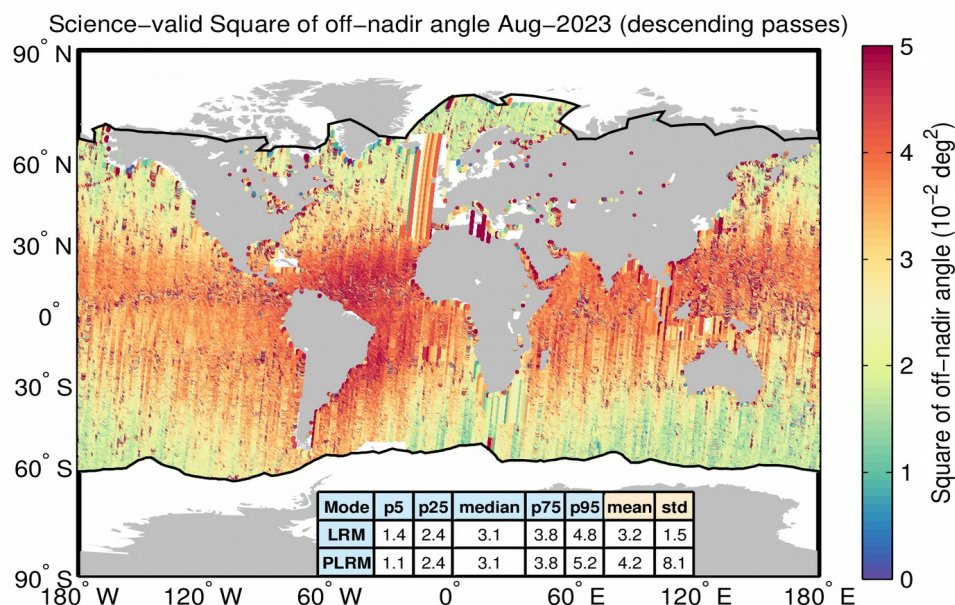 Science-valid Square of off-nadir angle Aug-2023 (descending passes)
90° N
60° N
30° N
0°
30° S
60° S
90° S
180° W
120° W
60° W
0°
60° E
120° E
180° E
Mode p5 p25 median p75 p95 mean std
LRM 1.4 2.4 3.1 3.8 4.8 3.2 1.5
PLRM 1.1 2.4 3.1 3.8 5.2 4.2 8.1
5
4
3
2
1
0
Square of off-nadir angle (10⁻² deg²)